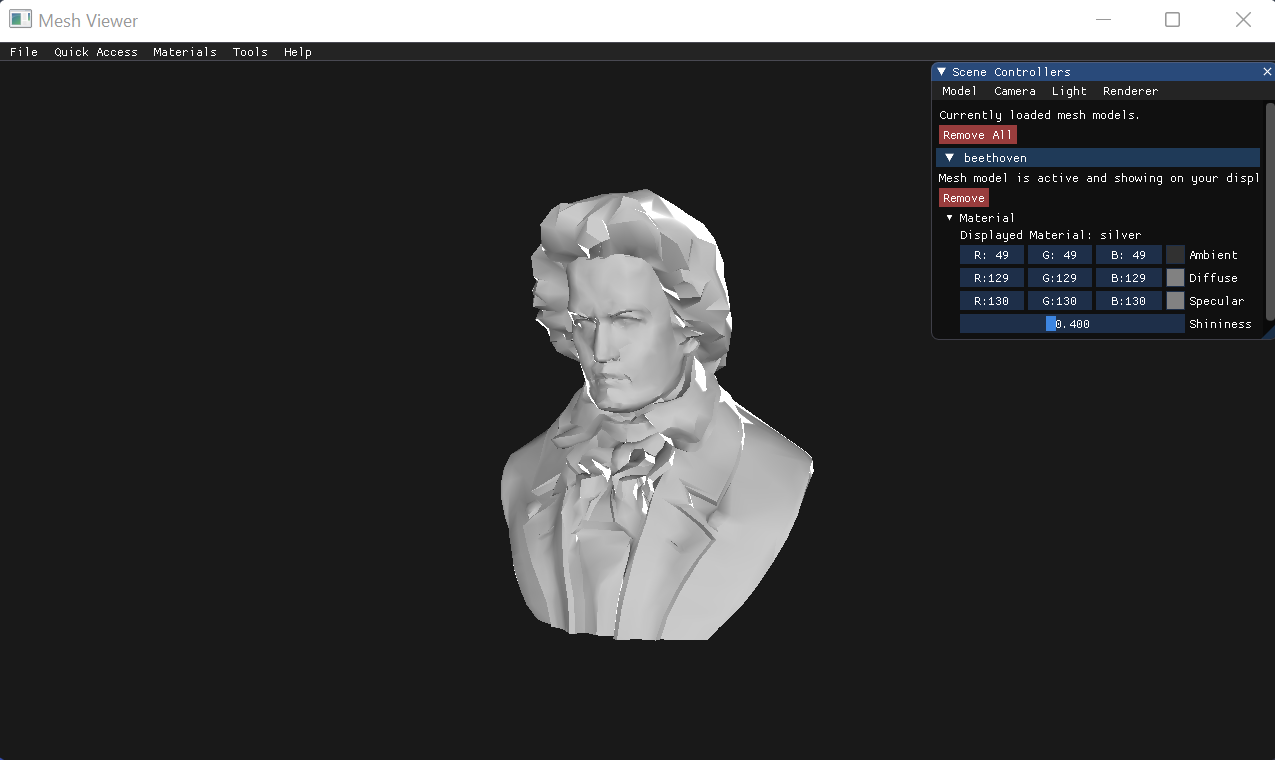 Mesh Viewer
File Quick Access Materials Tools Help
Scene Controllers
Model Camera Light Renderer
Currently loaded mesh models.
Remove All
beethoven
Mesh model is active and showing on your displ
Remove
Material
Displayed Material: silver
R: 49 G: 49 B: 49 Ambient
R:129 G:129 B:129 Diffuse
R:130 G:130 B:130 Specular
0.400 Shininess